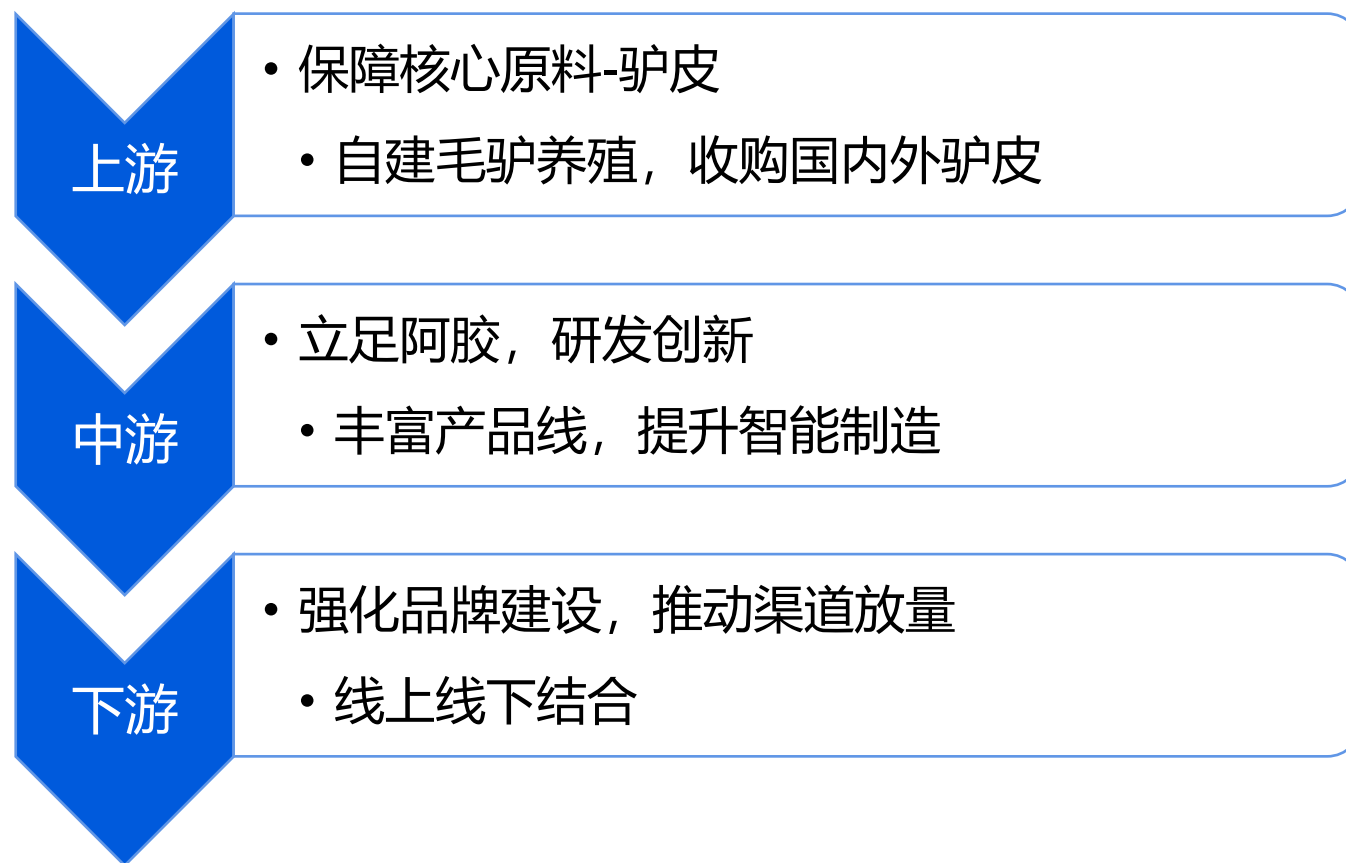 上游
• 保障核心原料-驴皮
• 自建毛驴养殖，收购国内外驴皮
中游
• 立足阿胶，研发创新
• 丰富产品线，提升智能制造
下游
• 强化品牌建设，推动渠道放量
• 线上线下结合